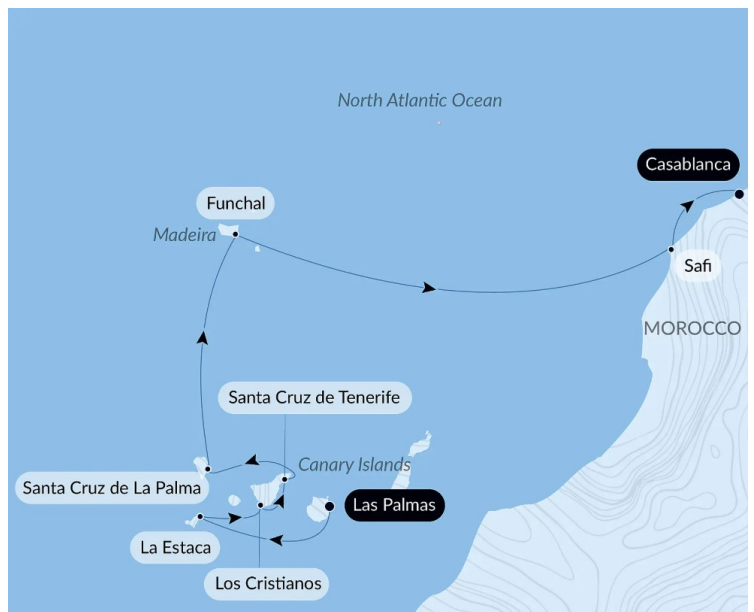 North Atlantic Ocean
Casablanca
Funchal
Madeira
Safi
MOROCCO
Santa Cruz de Tenerife
Canary Islands
Santa Cruz de La Palma
Las Palmas
La Estaca
Los Cristianos